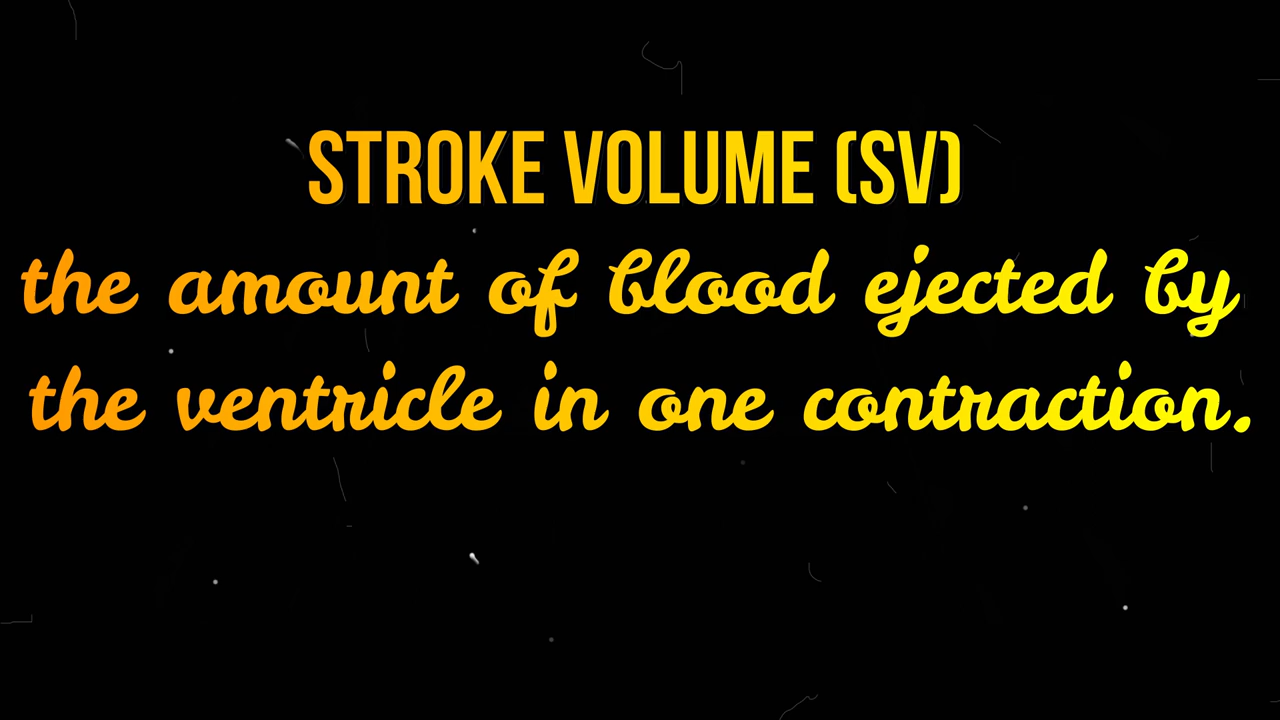 STROKE VOLUME (SV)
the amount of blood ejected by
the ventricle in one contraction.